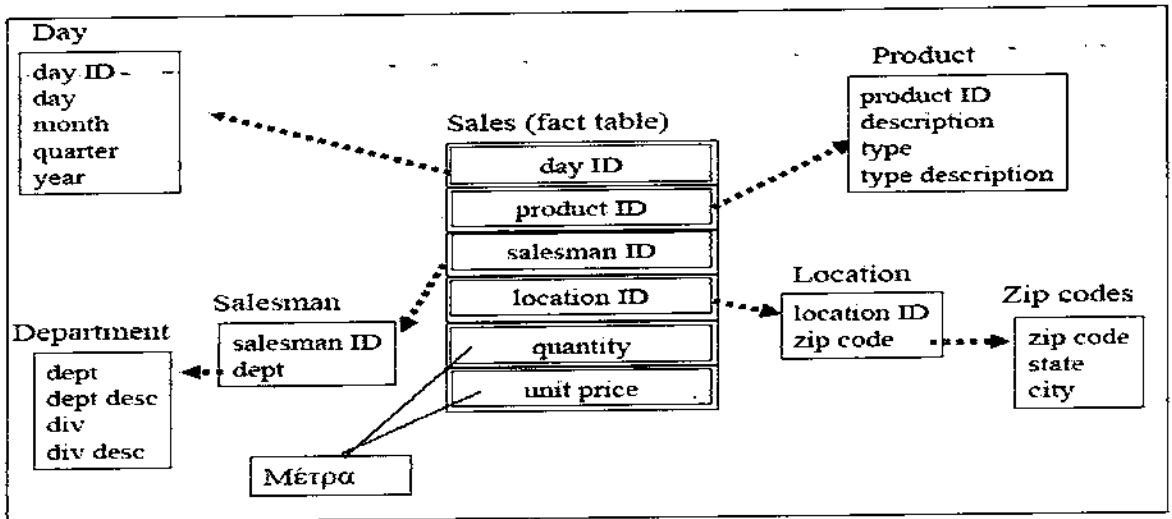 Day
day ID
day
month
quarter
year
Sales (fact table)
day ID
product ID
salesman ID
location ID
quantity
unit price
Product
product ID
description
type
type description
Salesman
salesman ID
dept
Department
dept
dept desc
div
div desc
Location
location ID
zip code
Zip codes
zip code
state
city
Μέτρα